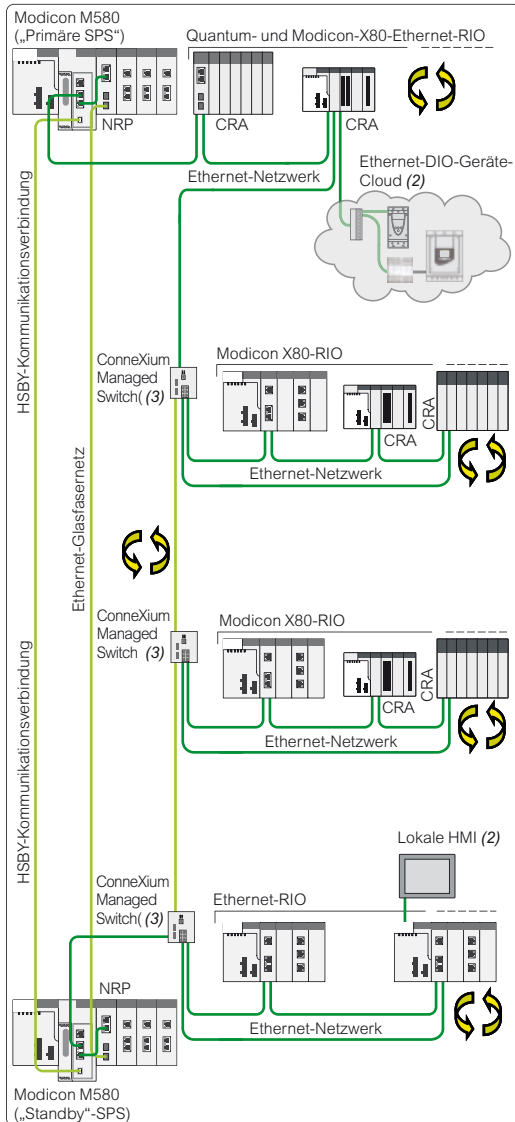 Modicon M580
(„Primäre SPS“)
Quantum- und Modicon-X80-Ethernet-RIO
NRP
CRA
CRA
Ethernet-Netzwerk
Ethernet-DIO-Geräte-
Cloud (2)
HSBY-Kommunikationsverbindung
Ethernet-Glasfasernetz
ConneXium
Managed
Switch( (3)
Modicon X80-RIO
CRA
CRA
Ethernet-Netzwerk
ConneXium
Managed
Switch (3)
Modicon X80-RIO
CRA
CRA
Ethernet-Netzwerk
HSBY-Kommunikationsverbindung
Lokale HMI (2)
ConneXium
Managed
Switch( (3)
Ethernet-RIO
NRP
Ethernet-Netzwerk
Modicon M580
(„Standby“-SPS)